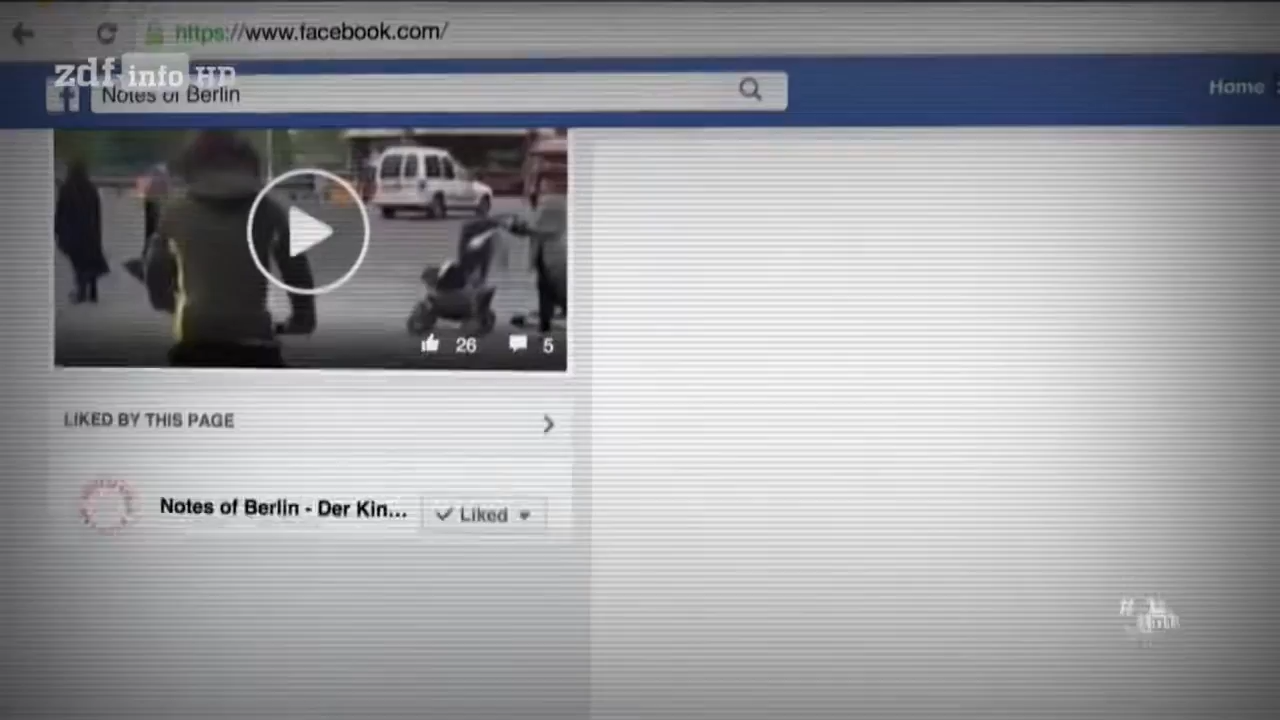 https://www.facebook.com/
zdf info HD
Notes of Berlin
Home
26 5
LIKED BY THIS PAGE
Notes of Berlin - Der Kin...
Liked